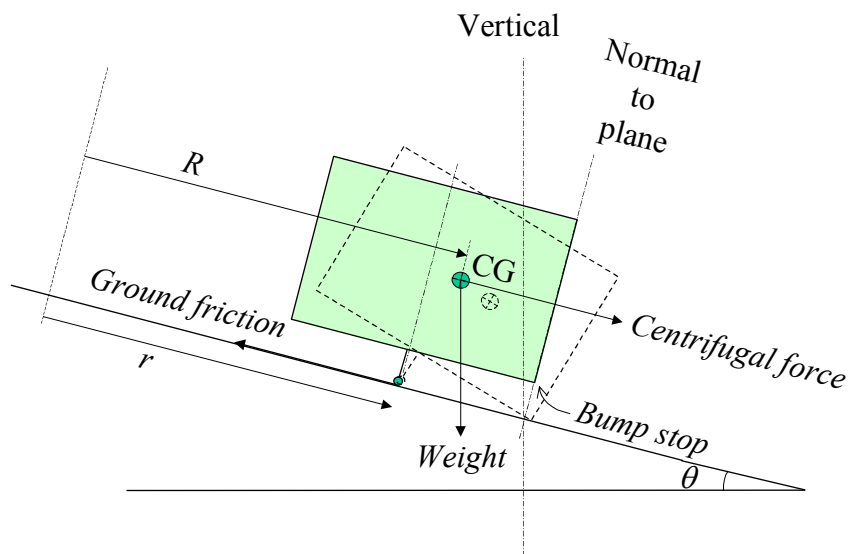 Vertical
Normal
to
plane
R
CG
Ground friction
Centrifugal force
r
Bump stop
Weight
θ